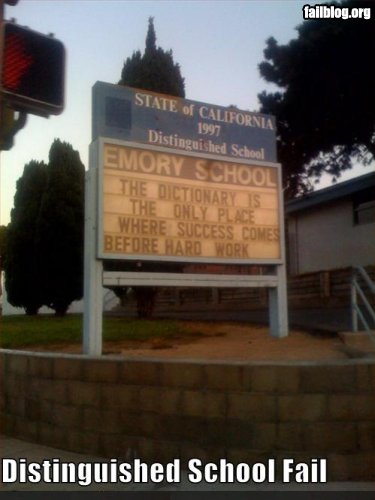 failblog.org
STATE of CALIFORNIA
1997
Distinguished School
EMORY SCHOOL
THE DICTIONARY IS
THE ONLY PLACE
WHERE SUCCESS COMES
BEFORE HARD WORK
Distinguished School Fail